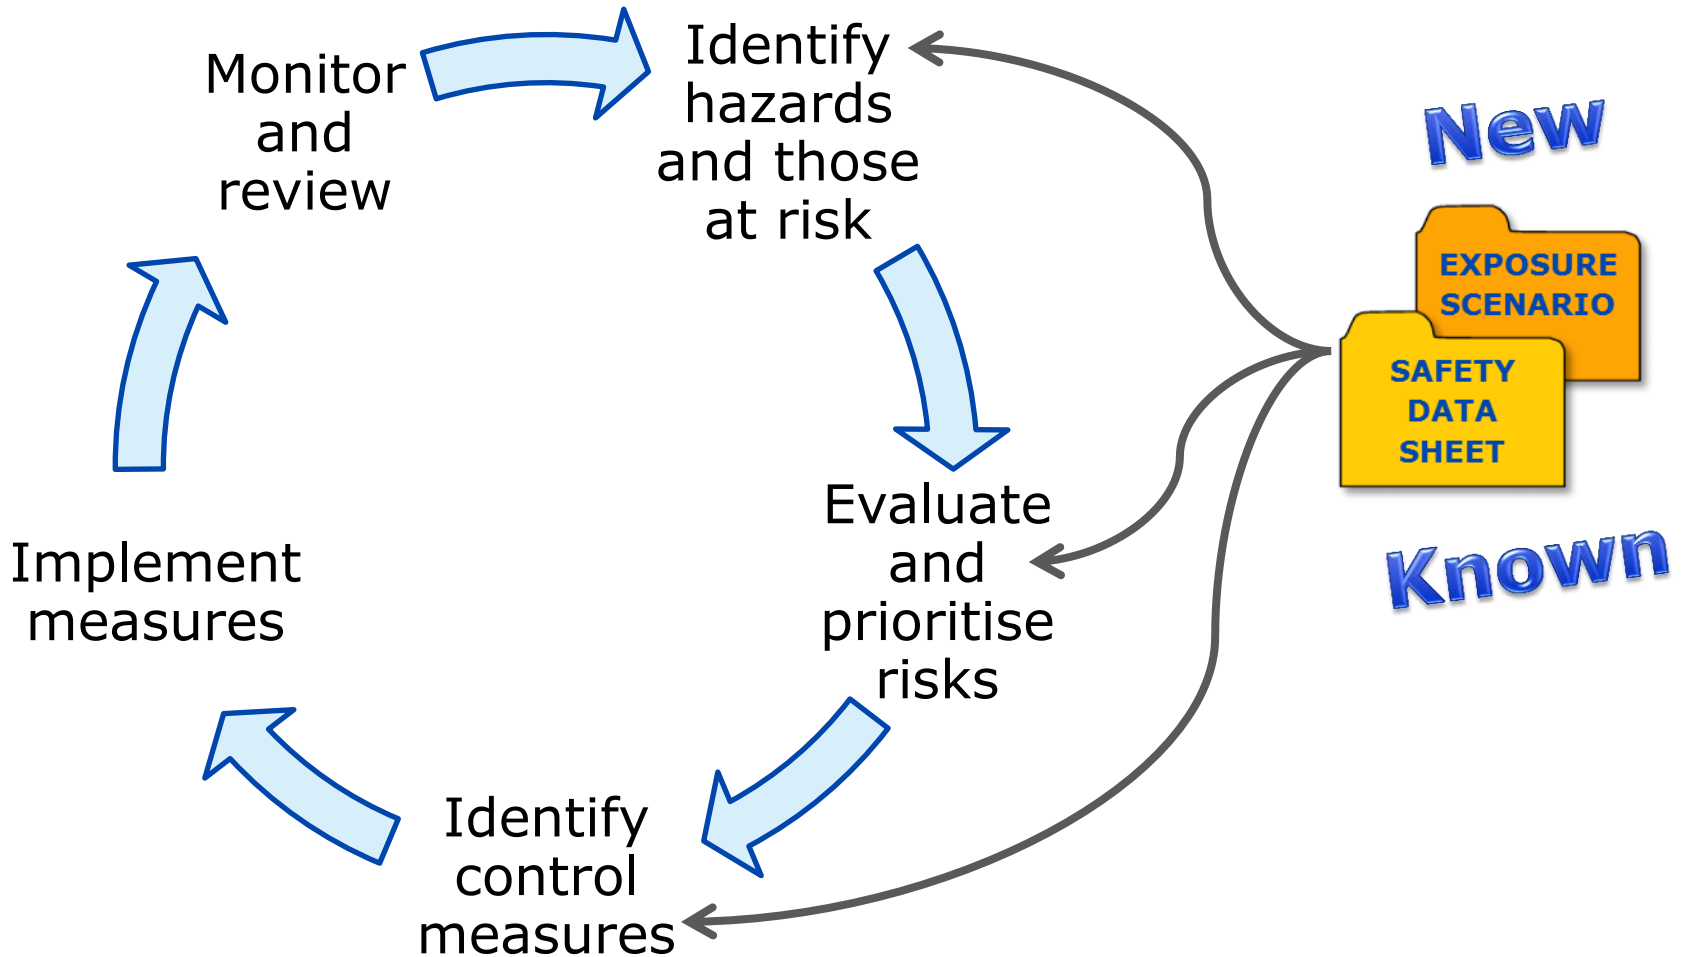 Monitor
and
review
Identify
hazards
and those
at risk
Evaluate
and
prioritise
risks
Identify
control
measures
Implement
measures
New
EXPOSURE
SCENARIO
SAFETY
DATA
SHEET
Known